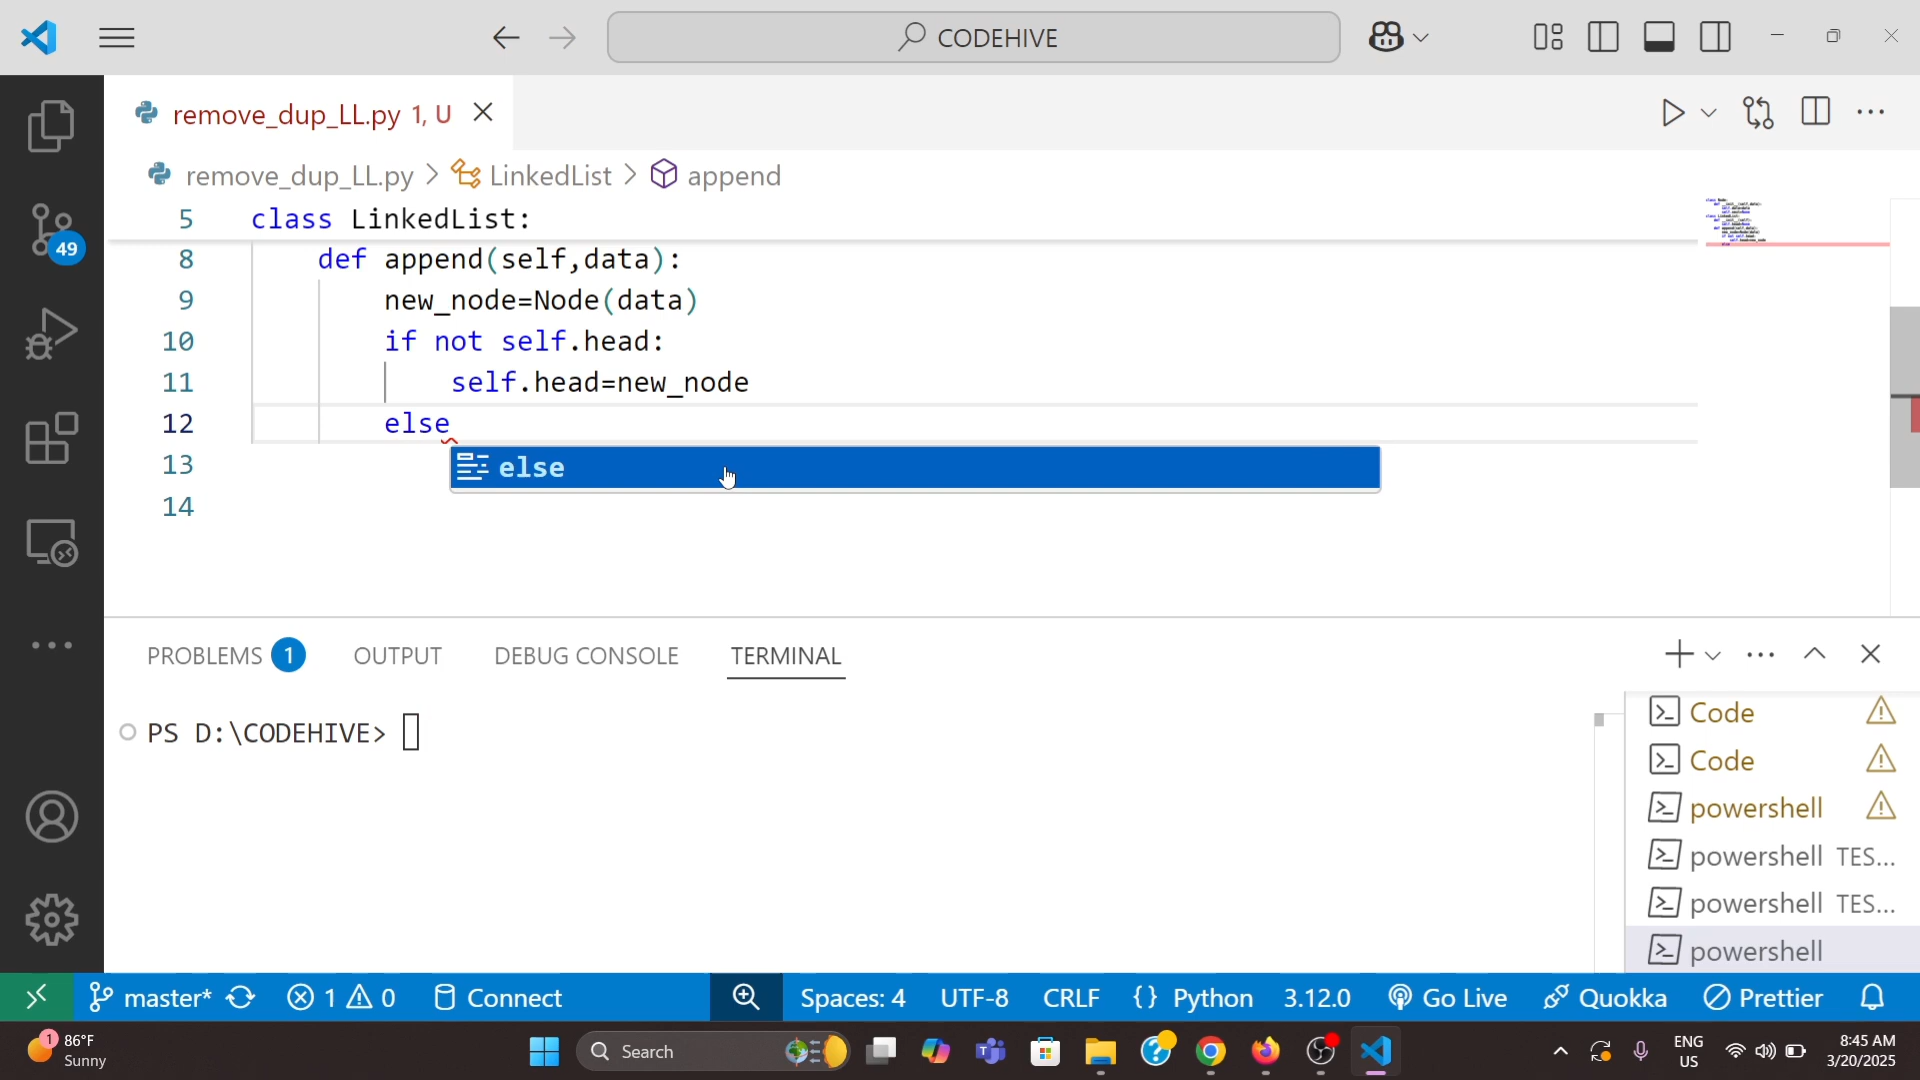 CODEHIVE
remove_dup_LL.py 1, U
remove_dup_LL.py > LinkedList > append
5 class LinkedList:
8 def append(self,data):
9 new_node=Node(data)
10 if not self.head:
11 self.head=new_node
12 else
13 else
14
PROBLEMS 1 OUTPUT DEBUG CONSOLE TERMINAL
PS D:\CODEHIVE>
Code
Code
powershell
powershell TES...
powershell TES...
powershell
49
master* 1 0 Connect Spaces: 4 UTF-8 CRLF {} Python 3.12.0 Go Live Quokka Prettier
1 86°F
Sunny
Search
ENG
US
8:45 AM
3/20/2025